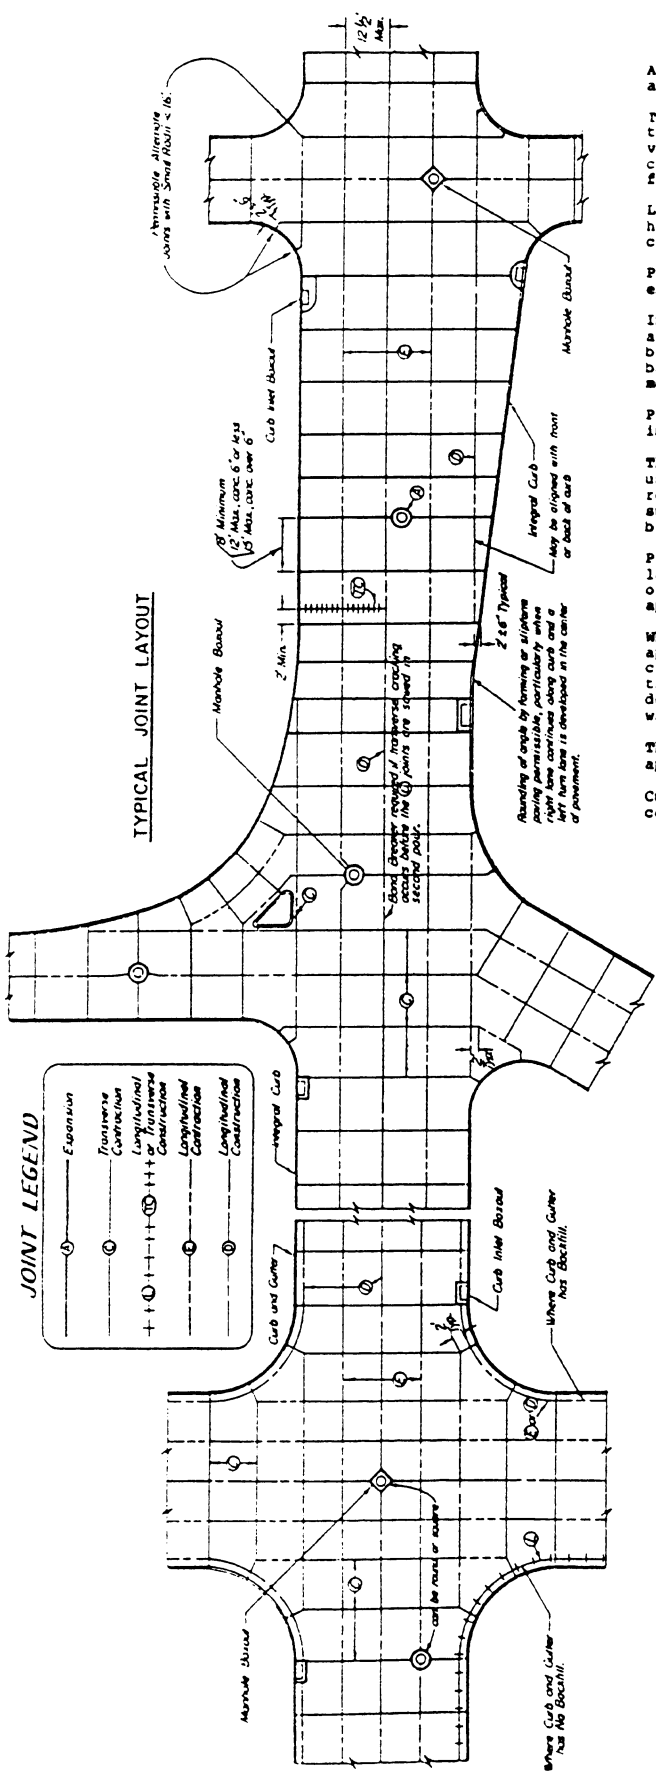 TYPICAL JOINT LAYOUT
JOINT LEGEND
A Expansion
C Transverse
Contraction
L TC Longitudinal
or Transverse
Construction
E Longitudinal
Contraction
D Longitudinal
Construction
Permissible Alternate
Joints with Small Radii < 16'
12 1/2'
Max.
Curb Inlet Boxout
Manhole Boxout
8' Minimum
12' Max., conc. 6" or less
15' Max., conc. over 6"
Integral Curb
May be aligned with front
or back of curb
A
E
D
TC
2' Min.
2' ±6" Typical
Rounding of angle by forming or slipform
paving permissible, particularly when
right lane continues along curb and a
left turn lane is developed in the center
of pavement.
Manhole Boxout
D
Bond Breaker required if transverse cracking
occurs before the joints are sawed in
second pour.
C
C
Integral Curb
Curb and Gutter
D
Curb Inlet Boxout
E
Where Curb and Gutter
has Backfill.
E or D
C
Manhole Boxout
can be round or square
C
L
Where Curb and Gutter
has No Backfill.